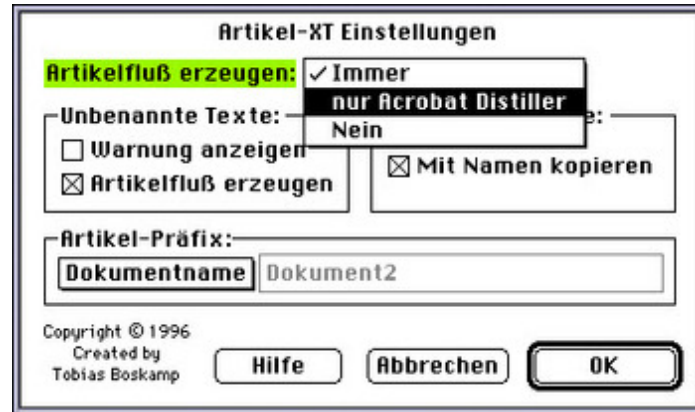 Artikel-XT Einstellungen
Artikelfluß erzeugen: ✓Immer
nur Acrobat Distiller
Nein
Unbenannte Texte: e:
Warnung anzeigen
Artikelfluß erzeugen
Mit Namen kopieren
Artikel-Präfix:
Dokumentname Dokument2
Copyright © 1996
Created by
Tobias Boskamp
Hilfe Abbrechen OK